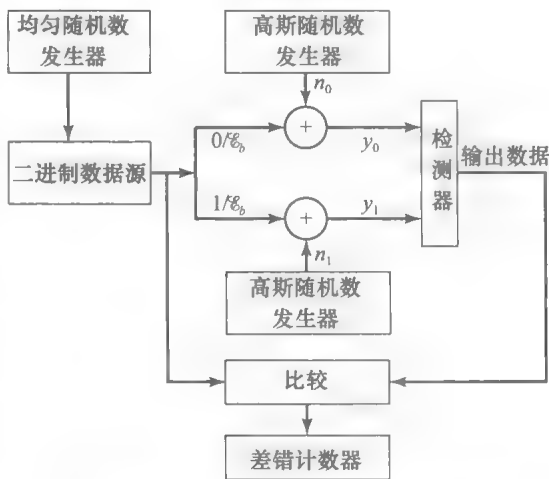 均匀随机数
发生器
高斯随机数
发生器
n₀
0/ℰ_b
y₀
二进制数据源
检测器
输出数据
1/ℰ_b
y₁
n₁
高斯随机数
发生器
比较
差错计数器